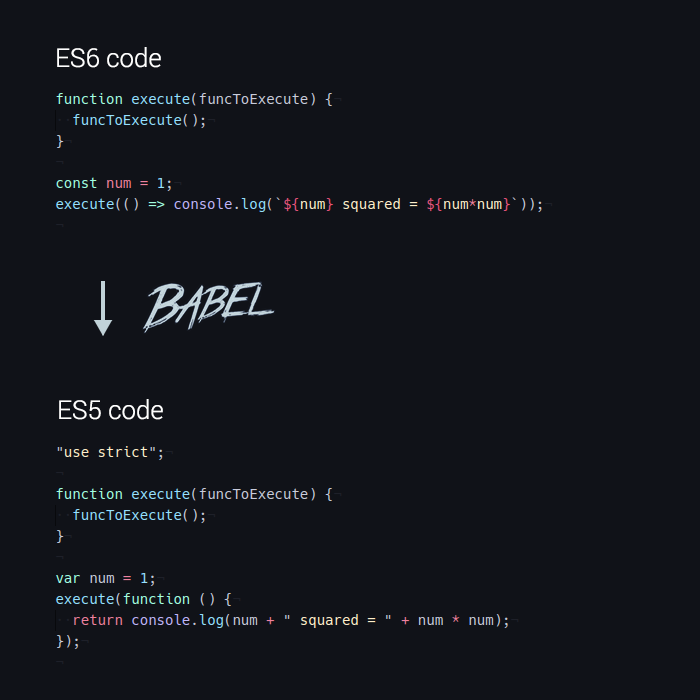 ES6 code
function execute(funcToExecute) {
  funcToExecute();
}
const num = 1;
execute(() => console.log(`${num} squared = ${num*num}`));
BABEL
ES5 code
"use strict";
function execute(funcToExecute) {
  funcToExecute();
}
var num = 1;
execute(function () {
  return console.log(num + " squared = " + num * num);
});